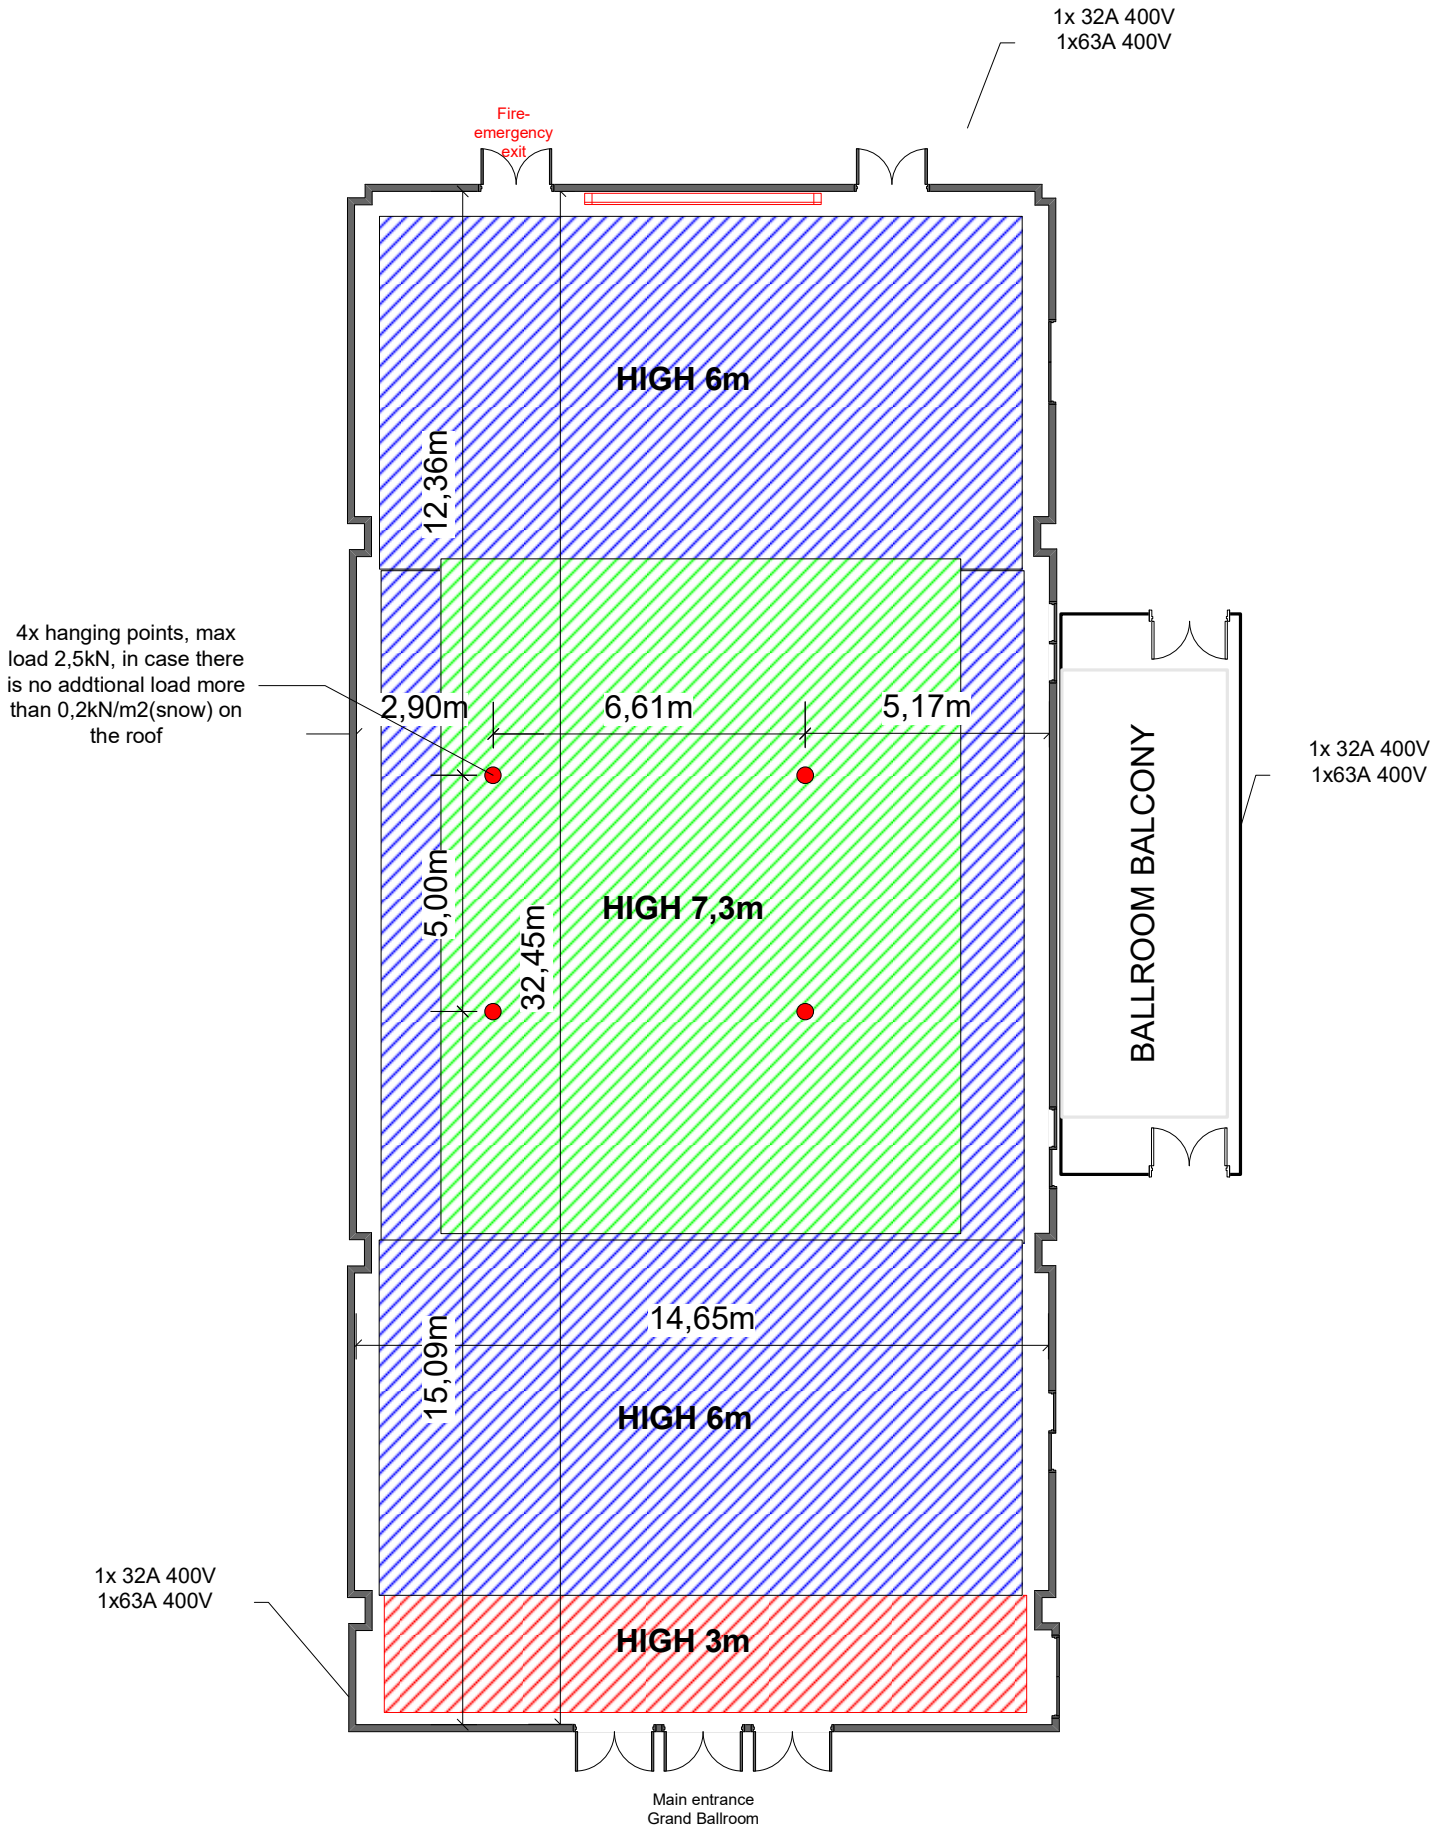 1x 32A 400V
1x63A 400V
Fire-
emergency
exit
HIGH 6m
12,36m
4x hanging points, max
load 2,5kN, in case there
is no addtional load more
than 0,2kN/m2(snow) on
the roof
2,90m
6,61m
5,17m
1x 32A 400V
1x63A 400V
BALLROOM BALCONY
5,00m
HIGH 7,3m
32,45m
14,65m
15,09m
HIGH 6m
1x 32A 400V
1x63A 400V
HIGH 3m
Main entrance
Grand Ballroom